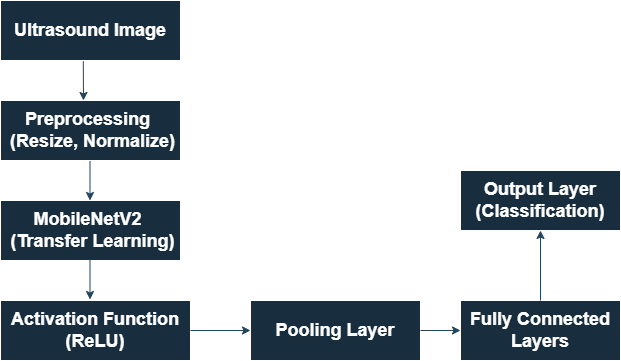 Ultrasound Image
Preprocessing
(Resize, Normalize)
MobileNetV2
(Transfer Learning)
Activation Function
(ReLU)
Pooling Layer
Fully Connected
Layers
Output Layer
(Classification)